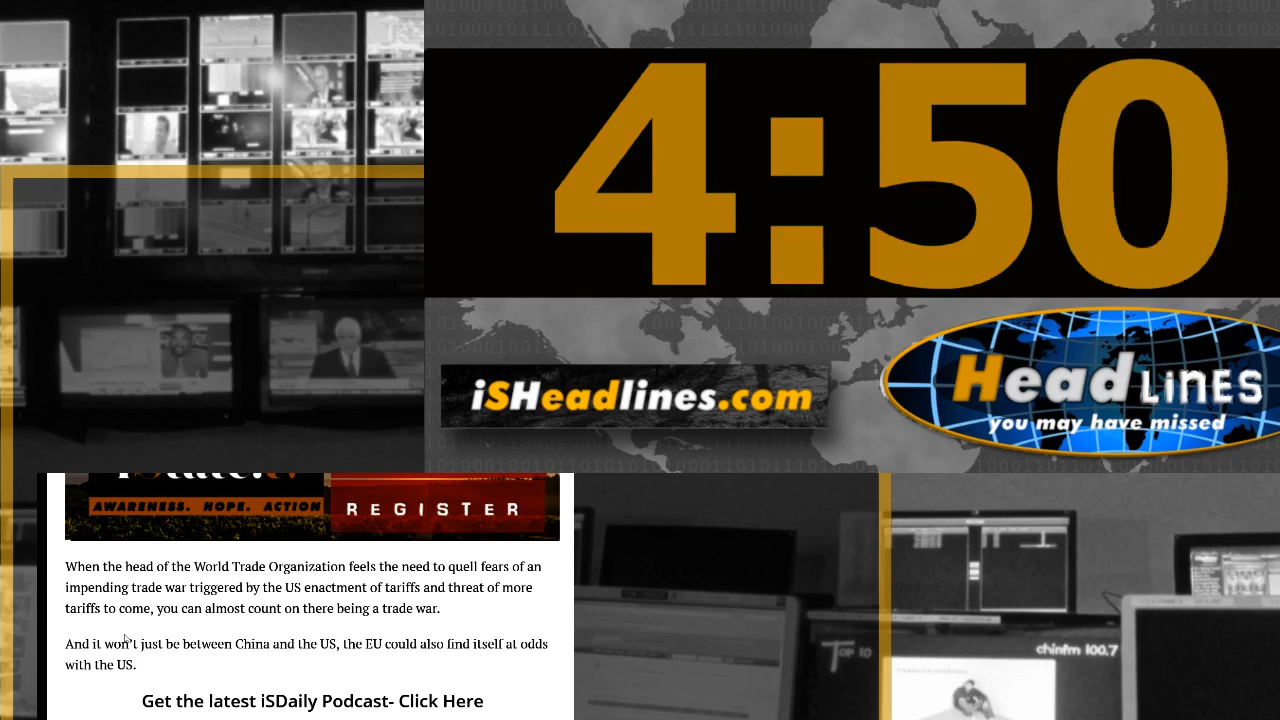 4:50
iSHeadlines.com
HeadLINES
you may have missed
AWARENESS. HOPE. ACTION
REGISTER
When the head of the World Trade Organization feels the need to quell fears of an
impending trade war triggered by the US enactment of tariffs and threat of more
tariffs to come, you can almost count on there being a trade war.
And it won't just be between China and the US, the EU could also find itself at odds
with the US.
Get the latest iSDaily Podcast- Click Here
Top 10
chinfm 100.7